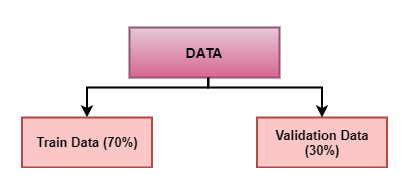 DATA
Train Data (70%)
Validation Data
(30%)